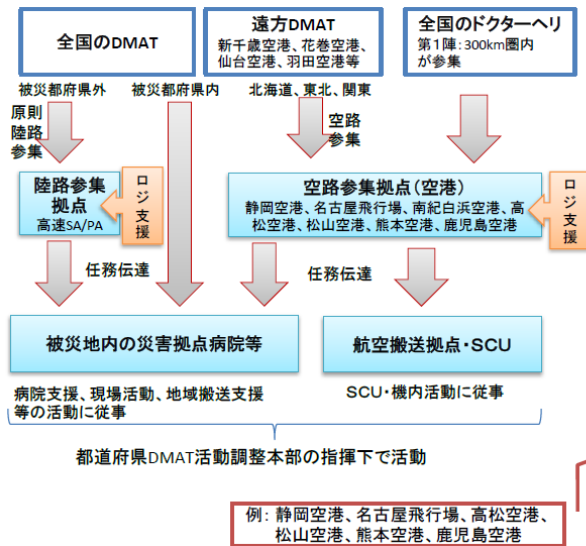 全国のDMAT
遠方DMAT
新千歳空港、花巻空港、
仙台空港、羽田空港等
全国のドクターヘリ
第1陣：300km圏内
が参集
被災都府県外
被災都府県内
北海道、東北、関東
原則
陸路
参集
空路
参集
陸路参集
拠点
高速SA/PA
ロジ支援
空路参集拠点（空港）
静岡空港、名古屋飛行場、南紀白浜空港、高
松空港、松山空港、熊本空港、鹿児島空港
ロジ支援
任務伝達
任務伝達
被災地内の災害拠点病院等
航空搬送拠点・SCU
病院支援、現場活動、地域搬送支援
等の活動に従事
SCU・機内活動に従事
都道府県DMAT活動調整本部の指揮下で活動
例：静岡空港、名古屋飛行場、高松空港、
松山空港、熊本空港、鹿児島空港